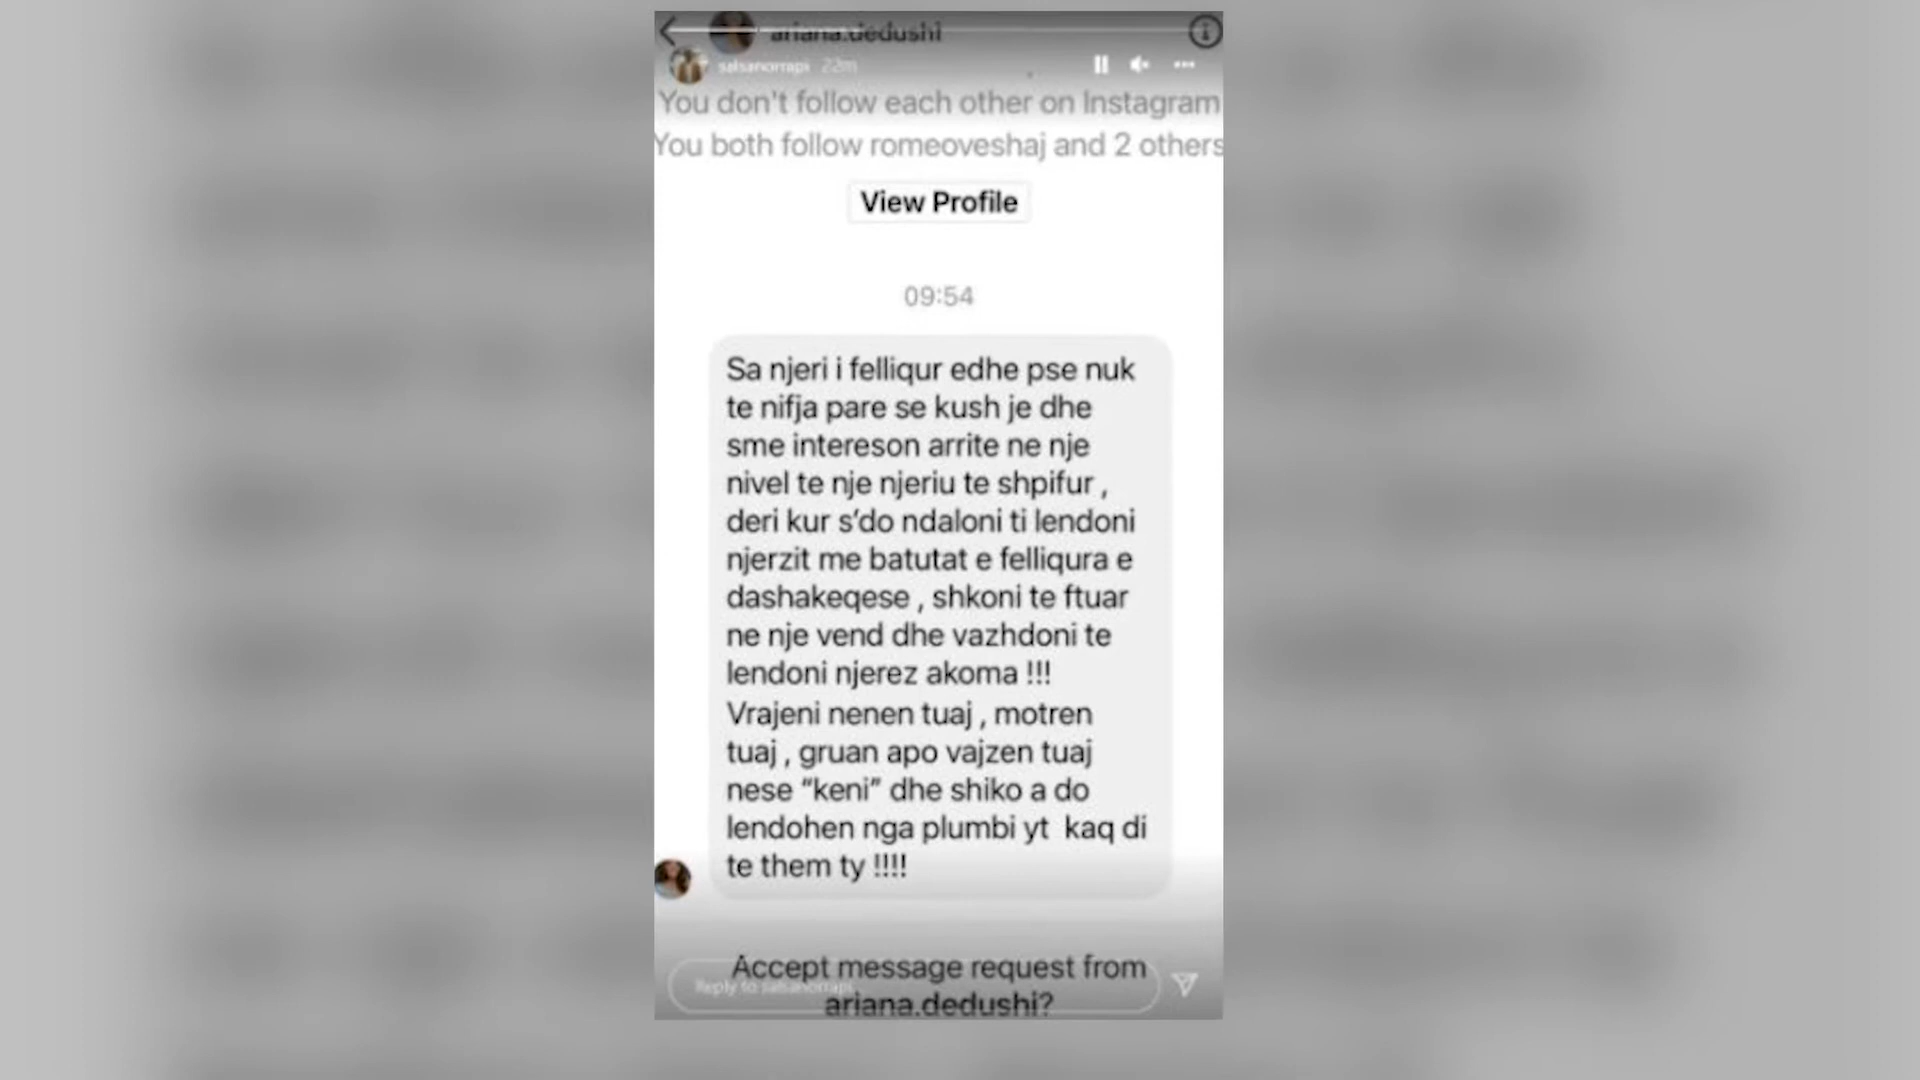 ariana.dedushi
salsanorrapi 22m
You don't follow each other on Instagram
You both follow romeoveshaj and 2 others
View Profile
09:54
Sa njeri i felliqur edhe pse nuk
te nifja pare se kush je dhe
sme intereson arrite ne nje
nivel te nje njeriu te shpifur ,
deri kur s’do ndaloni ti lendoni
njerzit me batutat e felliqura e
dashakeqese , shkoni te ftuar
ne nje vend dhe vazhdoni te
lendoni njerez akoma !!!
Vrajeni nenen tuaj , motren
tuaj , gruan apo vajzen tuaj
nese “keni” dhe shiko a do
lendohen nga plumbi yt  kaq di
te them ty !!!!
Accept message request from
Reply to salsanorrapi
ariana.dedushi?